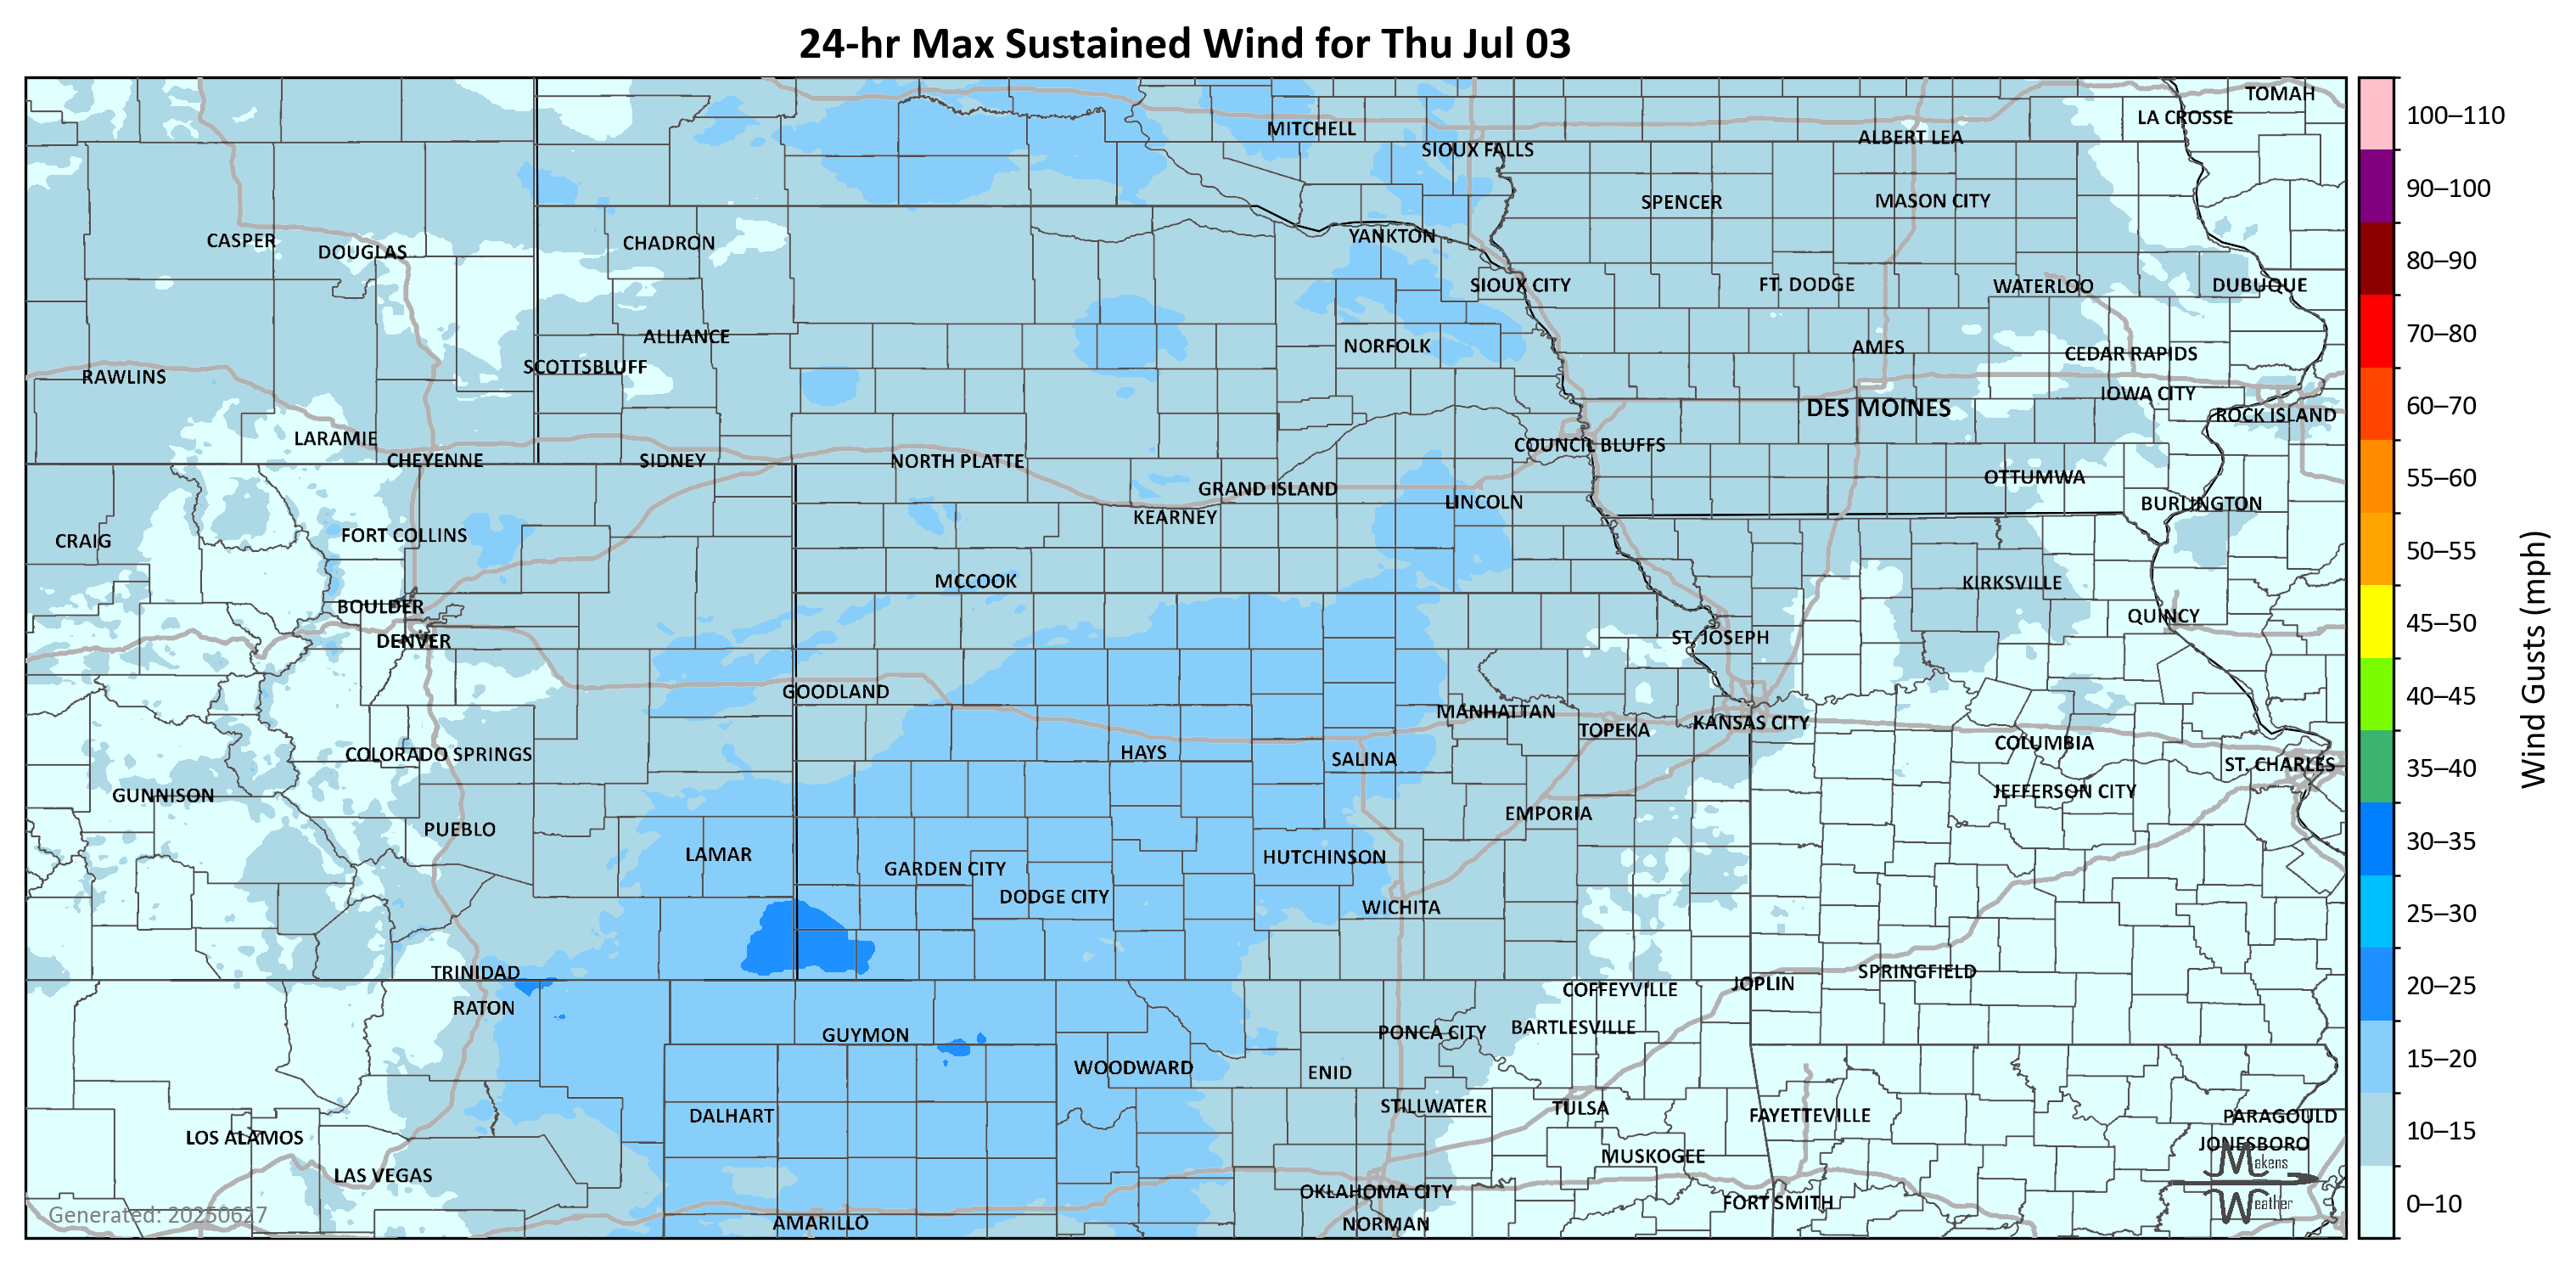 24-hr Max Sustained Wind for Thu Jul 03
TOMAH
LA CROSSE
MITCHELL
ALBERT LEA
SIOUX FALLS
SPENCER
MASON CITY
CASPER
DOUGLAS
CHADRON
YANKTON
SIOUX CITY
FT. DODGE
WATERLOO
DUBUQUE
ALLIANCE
NORFOLK
AMES
CEDAR RAPIDS
SCOTTSBLUFF
RAWLINS
IOWA CITY
DES MOINES
ROCK ISLAND
LARAMIE
COUNCIL BLUFFS
CHEYENNE
SIDNEY
NORTH PLATTE
OTTUMWA
GRAND ISLAND
LINCOLN
BURLINGTON
KEARNEY
CRAIG
FORT COLLINS
MCCOOK
KIRKSVILLE
BOULDER
QUINCY
DENVER
ST. JOSEPH
GOODLAND
MANHATTAN
TOPEKA
KANSAS CITY
COLUMBIA
COLORADO SPRINGS
HAYS
SALINA
ST. CHARLES
GUNNISON
JEFFERSON CITY
EMPORIA
PUEBLO
LAMAR
HUTCHINSON
GARDEN CITY
DODGE CITY
WICHITA
TRINIDAD
SPRINGFIELD
JOPLIN
COFFEYVILLE
RATON
BARTLESVILLE
PONCA CITY
GUYMON
WOODWARD
ENID
STILLWATER
TULSA
DALHART
FAYETTEVILLE
PARAGOULD
LOS ALAMOS
JONESBORO
MUSKOGEE
LAS VEGAS
OKLAHOMA CITY
FORT SMITH
AMARILLO
NORMAN
Makens
Weather
Generated: 20250627
100–110
90–100
80–90
70–80
60–70
55–60
50–55
45–50
40–45
35–40
30–35
25–30
20–25
15–20
10–15
0–10
Wind Gusts (mph)